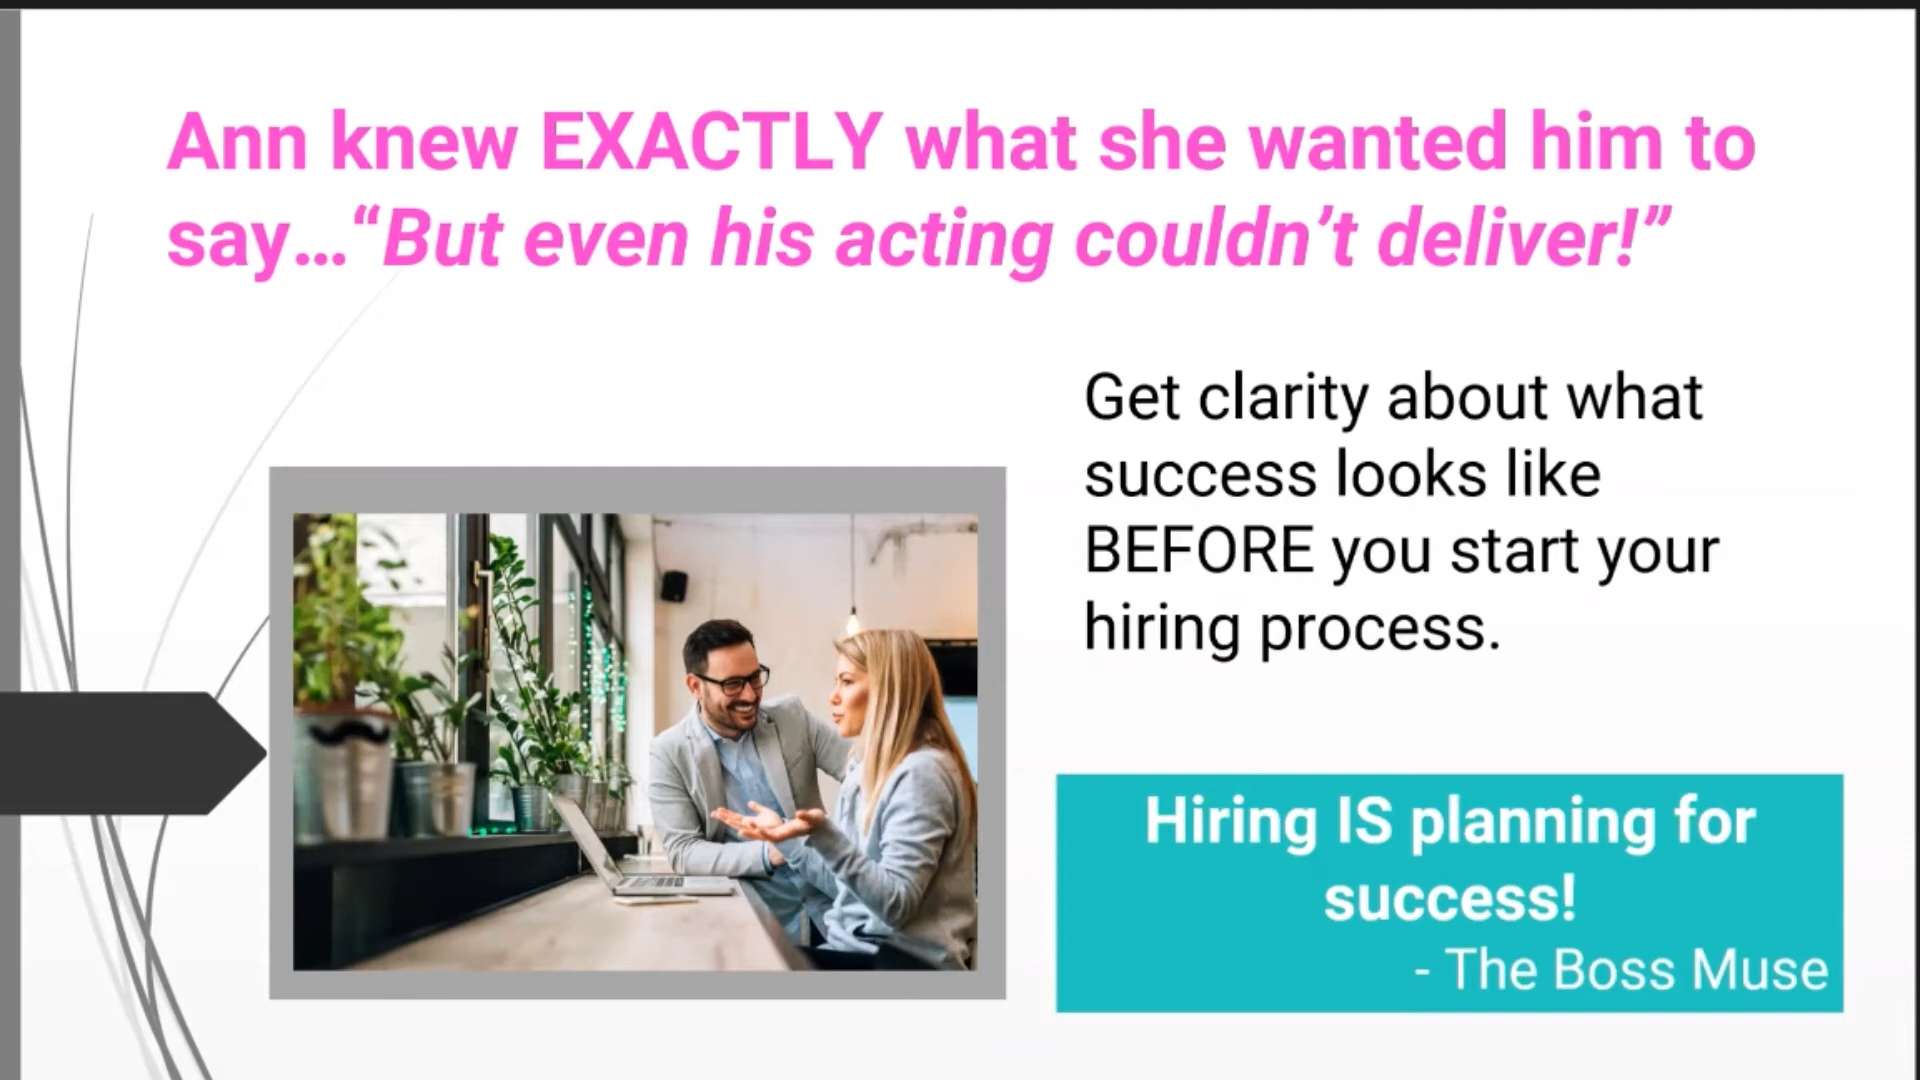 Ann knew EXACTLY what she wanted him to
say…“But even his acting couldn’t deliver!”
Get clarity about what
success looks like
BEFORE you start your
hiring process.
Hiring IS planning for
success!
- The Boss Muse